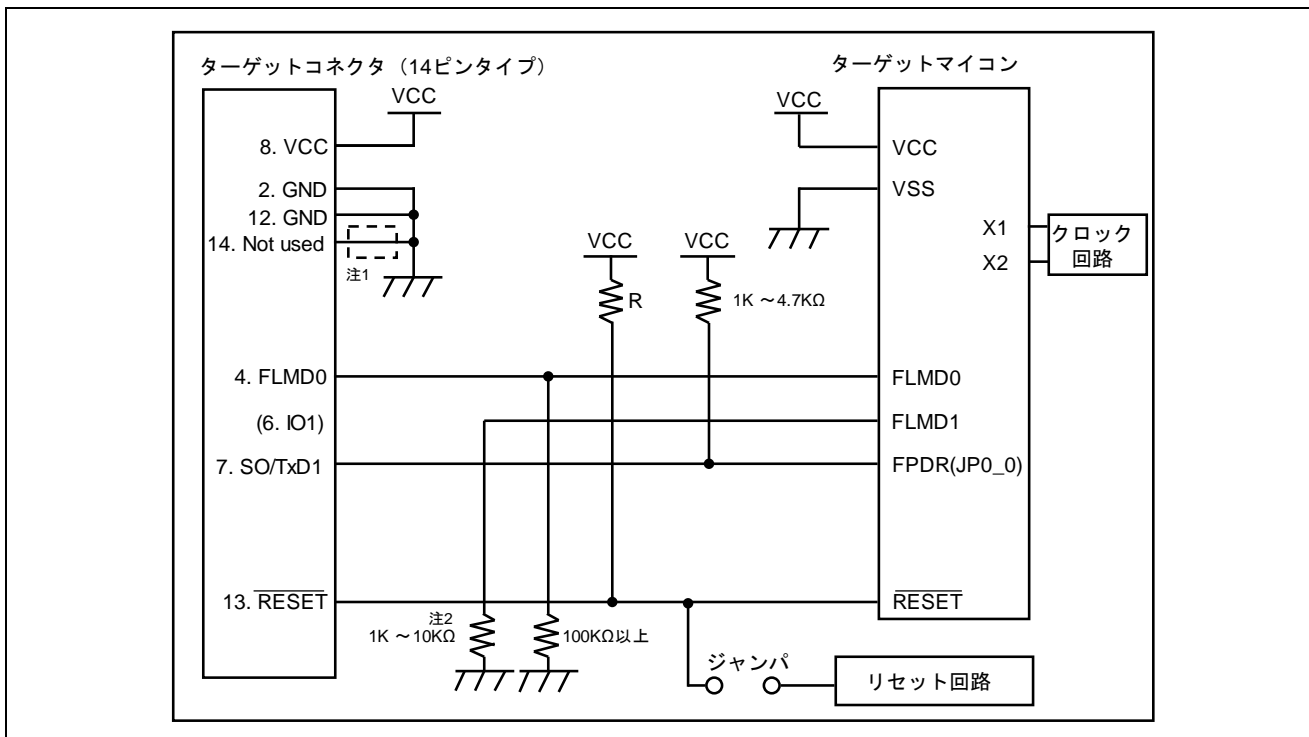 ターゲットコネクタ（14ピンタイプ）
ターゲットマイコン
VCC
VCC
8. VCC
VCC
2. GND
VSS
12. GND
14. Not used
注1
VCC
VCC
X1
X2
クロック
回路
R
1K ～4.7KΩ
4. FLMD0
FLMD0
(6. IO1)
FLMD1
7. SO/TxD1
FPDR(JP0_0)
13. RESET
RESET
注2
1K ～10KΩ
100KΩ以上
ジャンパ
リセット回路